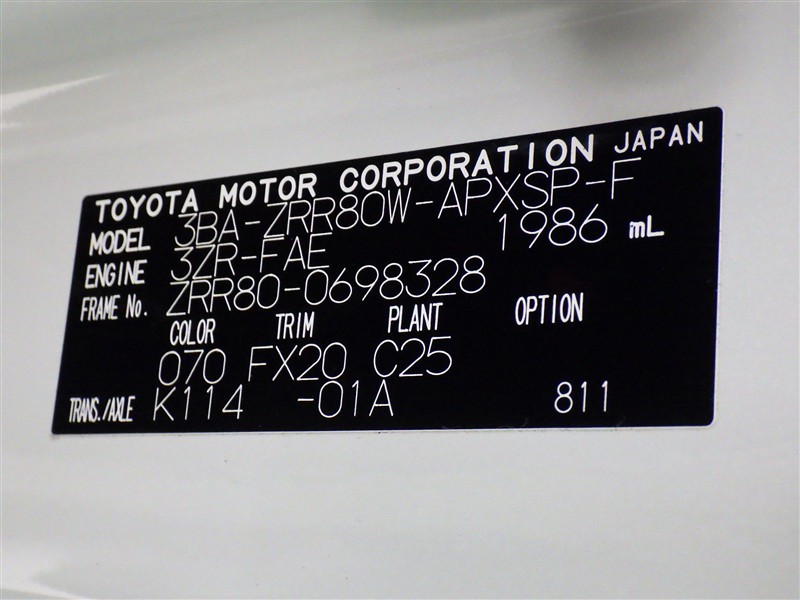 TOYOTA MOTOR CORPORATION JAPAN
MODEL 3BA-ZRR80W-APXSP-F
ENGINE 3ZR-FAE 1986 mL
FRAME No. ZRR80-0698328
COLOR TRIM PLANT OPTION
070 FX20 C25
TRANS./AXLE K114 -01A 811